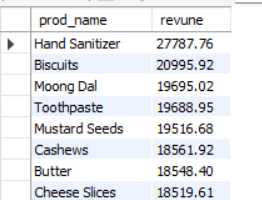 prod_name revune
Hand Sanitizer 27787.76
Biscuits 20995.92
Moong Dal 19695.02
Toothpaste 19688.95
Mustard Seeds 19516.68
Cashews 18561.92
Butter 18548.40
Cheese Slices 18519.61